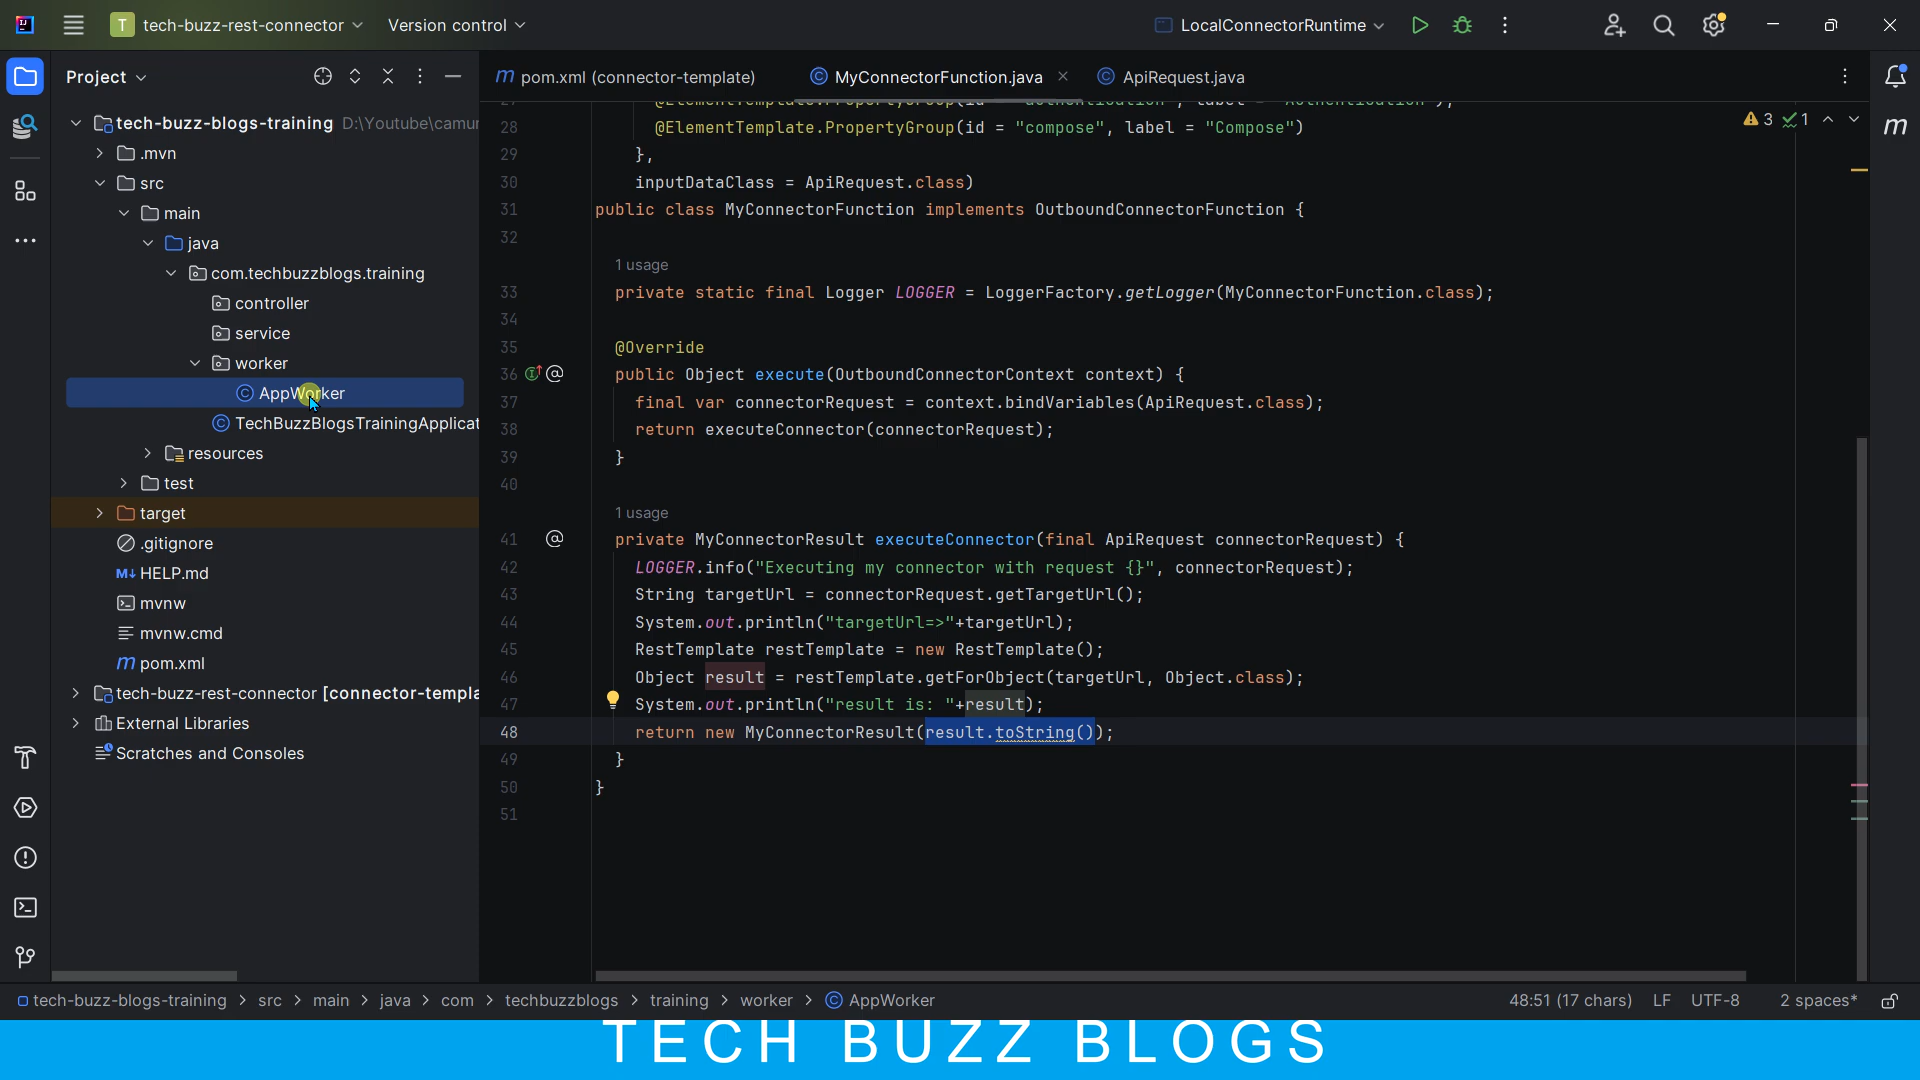 T tech-buzz-rest-connector Version control LocalConnectorRuntime
Project
m pom.xml (connector-template) MyConnectorFunction.java ApiRequest.java
tech-buzz-blogs-training D:\Youtube\camun
.mvn
src
main
java
com.techbuzzblogs.training
controller
service
worker
AppWorker
TechBuzzBlogsTrainingApplicat
resources
test
target
.gitignore
M↓ HELP.md
mvnw
mvnw.cmd
m pom.xml
tech-buzz-rest-connector [connector-templa
External Libraries
Scratches and Consoles
3 1
28 @ElementTemplate.PropertyGroup(id = "compose", label = "Compose")
29 },
30 inputDataClass = ApiRequest.class)
31 public class MyConnectorFunction implements OutboundConnectorFunction {
32
1 usage
33 private static final Logger LOGGER = LoggerFactory.getLogger(MyConnectorFunction.class);
34
35 @Override
36 public Object execute(OutboundConnectorContext context) {
37 final var connectorRequest = context.bindVariables(ApiRequest.class);
38 return executeConnector(connectorRequest);
39 }
40
1 usage
41 private MyConnectorResult executeConnector(final ApiRequest connectorRequest) {
42 LOGGER.info("Executing my connector with request {}", connectorRequest);
43 String targetUrl = connectorRequest.getTargetUrl();
44 System.out.println("targetUrl=>"+targetUrl);
45 RestTemplate restTemplate = new RestTemplate();
46 Object result = restTemplate.getForObject(targetUrl, Object.class);
47 System.out.println("result is: "+result);
48 return new MyConnectorResult(result.toString());
49 }
50 }
51
tech-buzz-blogs-training > src > main > java > com > techbuzzblogs > training > worker > AppWorker 48:51 (17 chars) LF UTF-8 2 spaces*
TECH BUZZ BLOGS